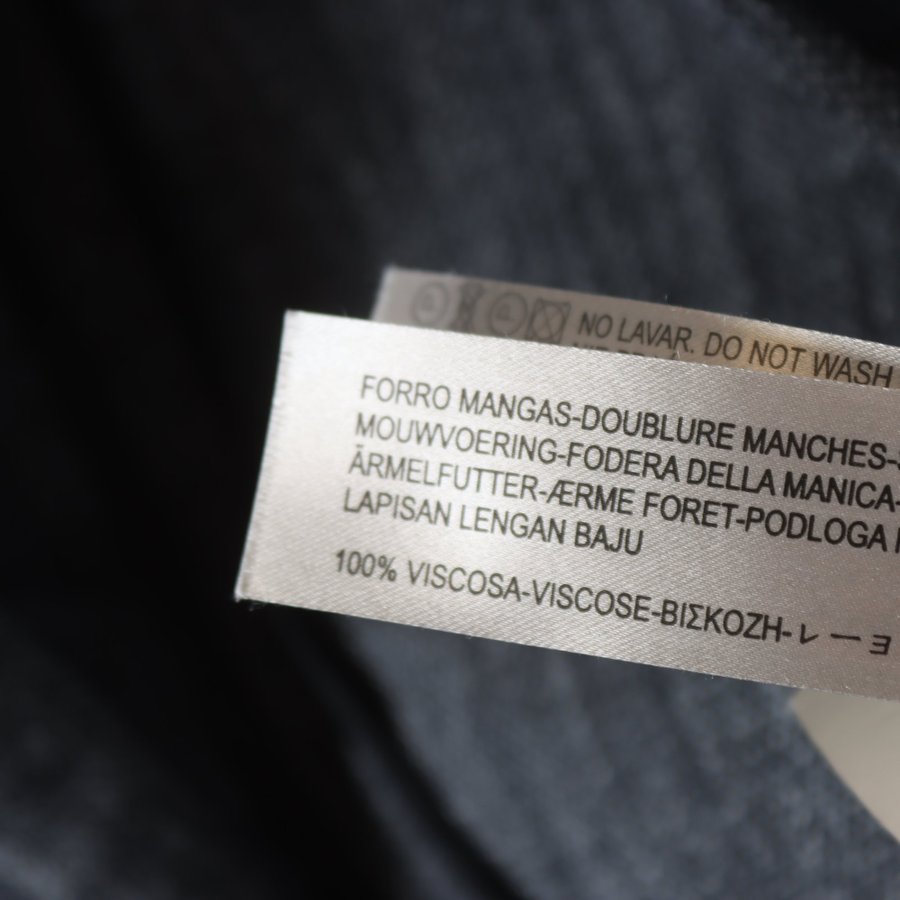 NO LAVAR. DO NOT WASH
FORRO MANGAS-DOUBLURE MANCHES-
MOUWVOERING-FODERA DELLA MANICA-
ÄRMELFUTTER-ÆRME FORET-PODLOGA
LAPISAN LENGAN BAJU
100% VISCOSA-VISCOSE-ΒΙΣΚΟΖΗ-レーヨ